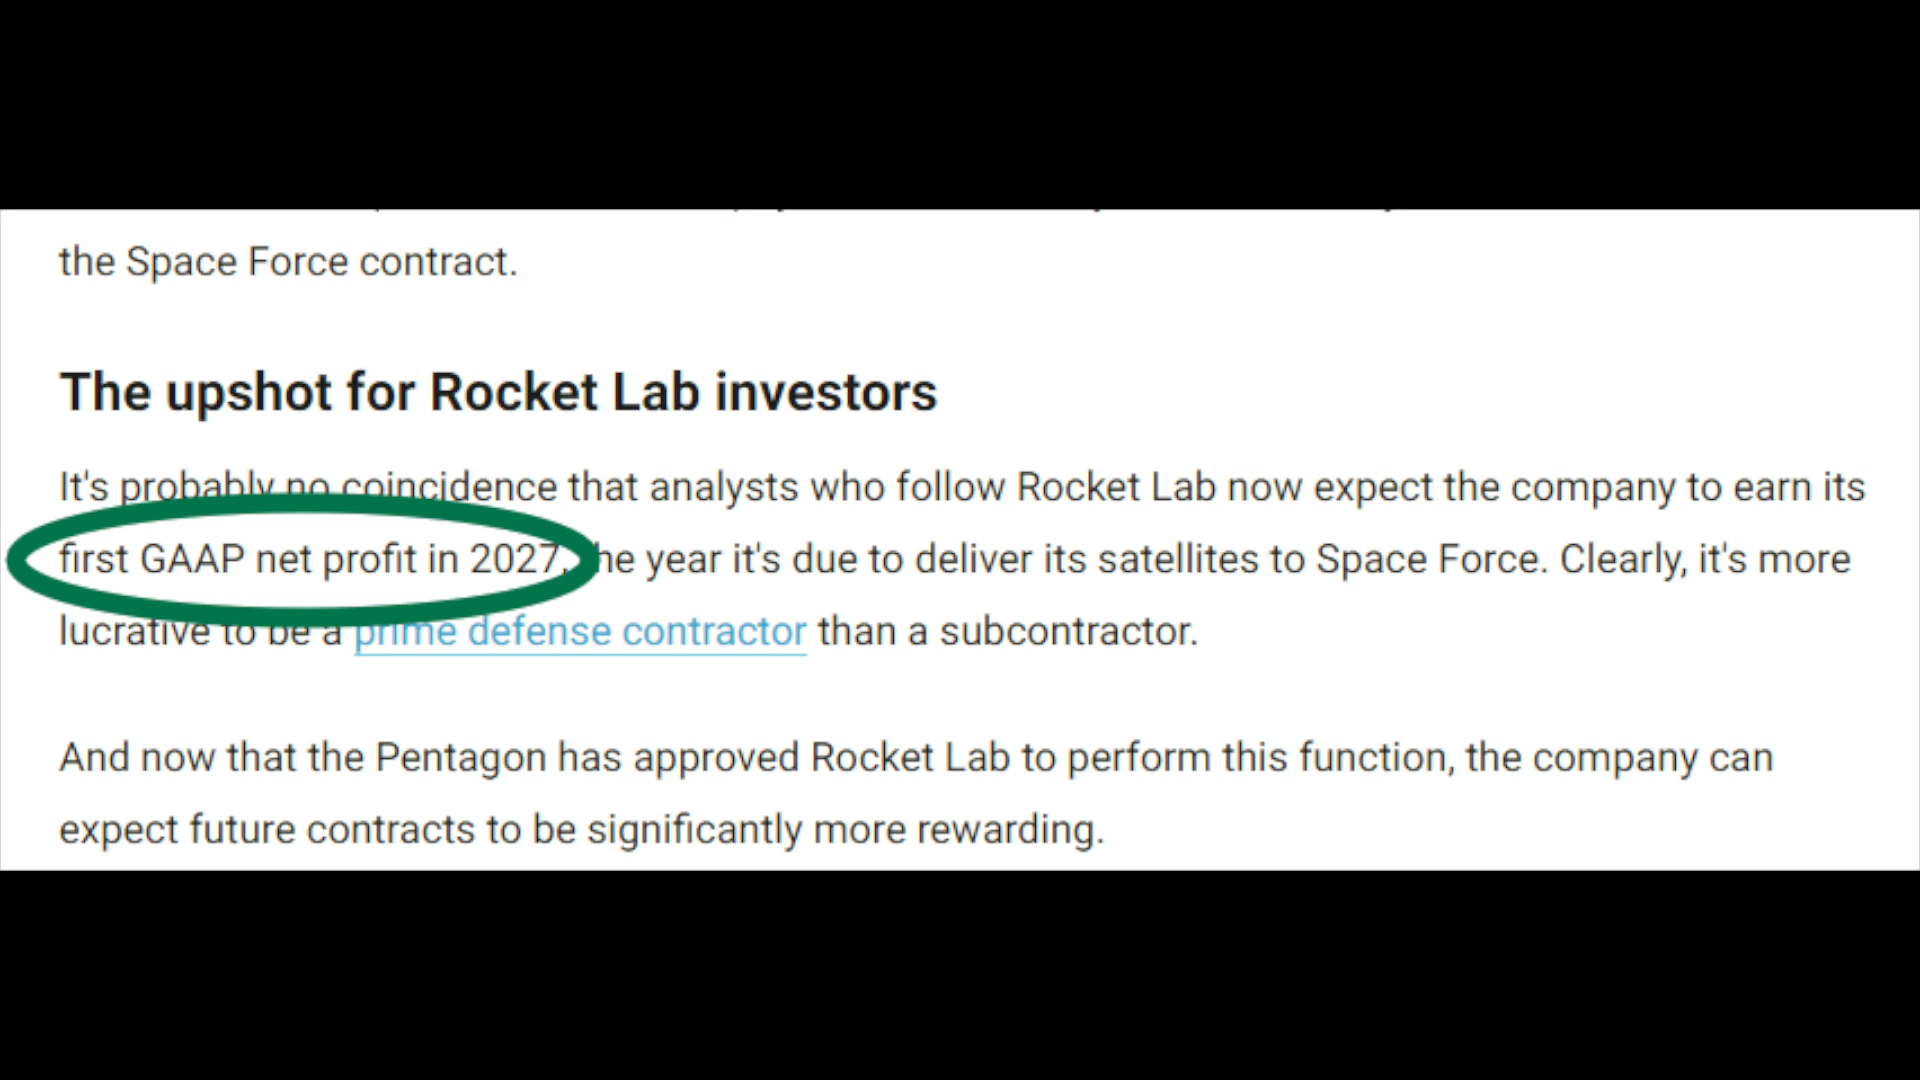 the Space Force contract.
The upshot for Rocket Lab investors
It's probably no coincidence that analysts who follow Rocket Lab now expect the company to earn its
first GAAP net profit in 2027, the year it's due to deliver its satellites to Space Force. Clearly, it's more
lucrative to be a prime defense contractor than a subcontractor.
And now that the Pentagon has approved Rocket Lab to perform this function, the company can
expect future contracts to be significantly more rewarding.